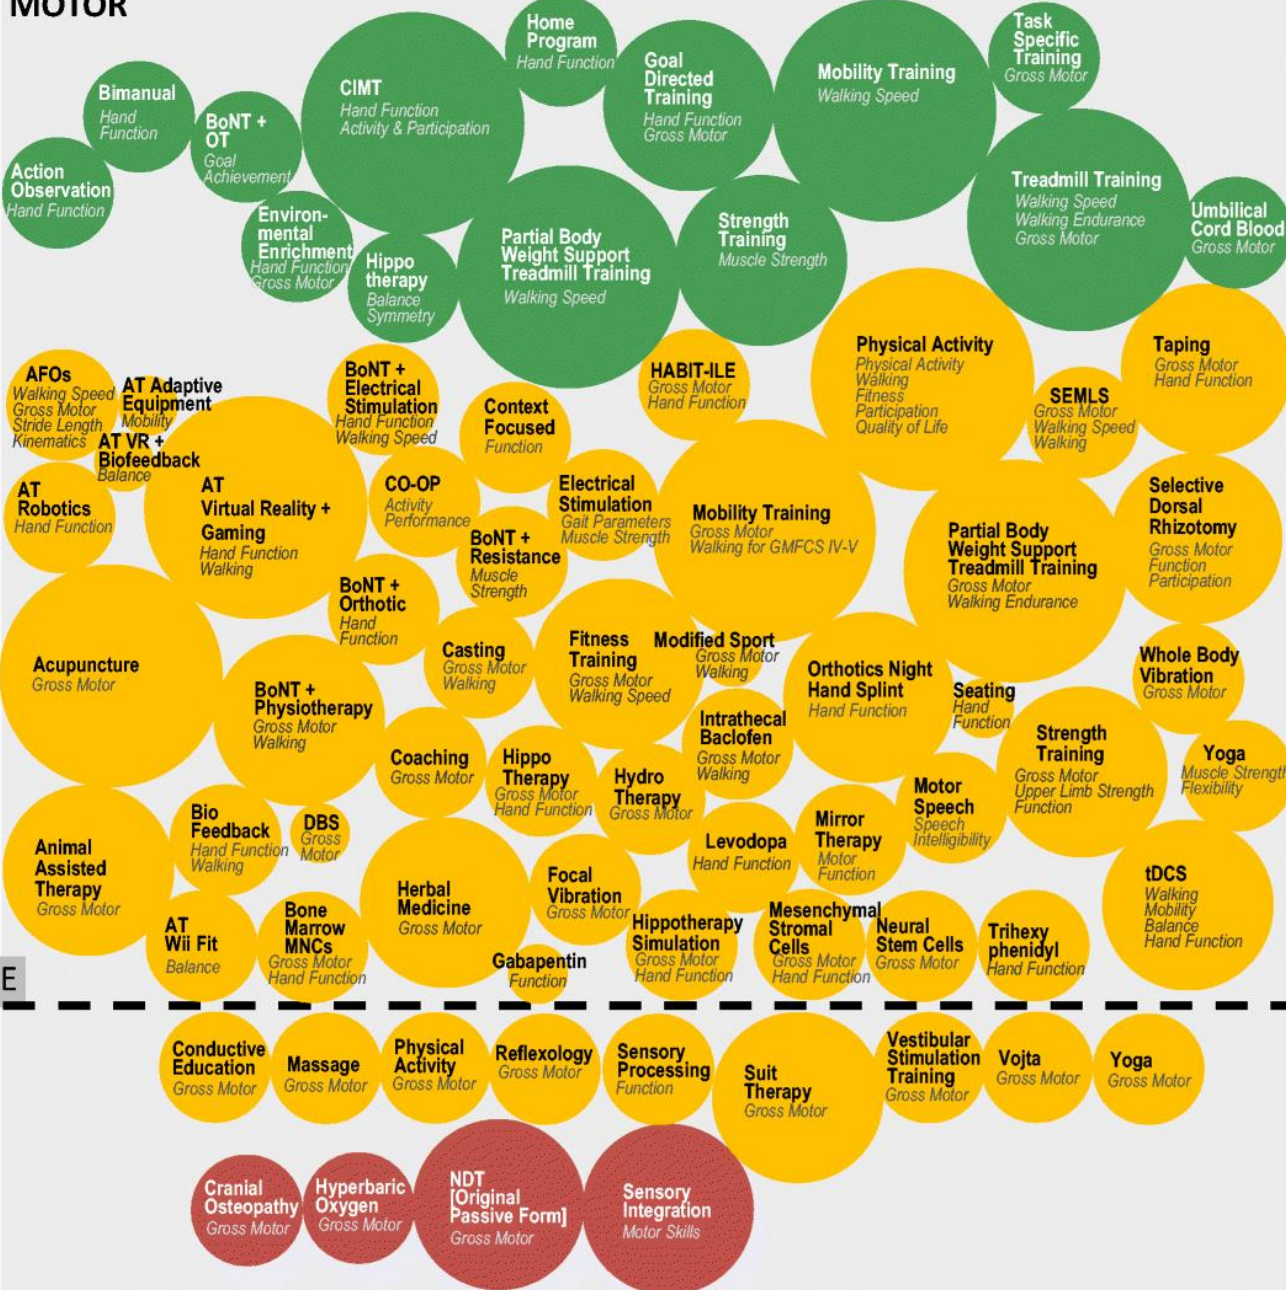 MOTOR
Home
Program
Hand Function
Task
Specific
Training
Gross Motor
Goal
Directed
Training
Hand Function
Gross Motor
Mobility Training
Walking Speed
CIMT
Hand Function
Activity & Participation
Bimanual
Hand
Function
BoNT +
OT
Goal
Achievement
Action
Observation
Hand Function
Environ-
mental
Enrichment
Hand Function
Gross Motor
Hippo
therapy
Balance
Symmetry
Partial Body
Weight Support
Treadmill Training
Walking Speed
Strength
Training
Muscle Strength
Treadmill Training
Walking Speed
Walking Endurance
Gross Motor
Umbilical
Cord Blood
Gross Motor
AFOs
Walking Speed
Gross Motor
Stride Length
Kinematics
AT Adaptive
Equipment
Mobility
AT VR +
Biofeedback
Balance
BoNT +
Electrical
Stimulation
Hand Function
Walking Speed
Context
Focused
Function
HABIT-ILE
Gross Motor
Hand Function
Physical Activity
Physical Activity
Walking
Fitness
Participation
Quality of Life
SEMLS
Gross Motor
Walking Speed
Walking
Taping
Gross Motor
Hand Function
AT
Robotics
Hand Function
AT
Virtual Reality +
Gaming
Hand Function
Walking
CO-OP
Activity
Performance
Electrical
Stimulation
Gait Parameters
Muscle Strength
BoNT +
Resistance
Muscle
Strength
Mobility Training
Gross Motor
Walking for GMFCS IV-V
Partial Body
Weight Support
Treadmill Training
Gross Motor
Walking Endurance
Selective
Dorsal
Rhizotomy
Gross Motor
Function
Participation
BoNT +
Orthotic
Hand
Function
Acupuncture
Gross Motor
BoNT +
Physiotherapy
Gross Motor
Walking
Casting
Gross Motor
Walking
Fitness
Training
Gross Motor
Walking Speed
Modified Sport
Gross Motor
Walking
Orthotics Night
Hand Splint
Hand Function
Seating
Hand
Function
Whole Body
Vibration
Gross Motor
Intrathecal
Baclofen
Gross Motor
Walking
Strength
Training
Gross Motor
Upper Limb Strength
Function
Yoga
Muscle Strength
Flexibility
Coaching
Gross Motor
Hippo
Therapy
Gross Motor
Hand Function
Hydro
Therapy
Gross Motor
Motor
Speech
Speech
Intelligibility
Bio
Feedback
Hand Function
Walking
DBS
Gross
Motor
Levodopa
Hand Function
Mirror
Therapy
Motor
Function
Animal
Assisted
Therapy
Gross Motor
Herbal
Medicine
Gross Motor
Focal
Vibration
Gross Motor
tDCS
Walking
Mobility
Balance
Hand Function
AT
Wii Fit
Balance
Bone
Marrow
MNCs
Gross Motor
Hand Function
Gabapentin
Function
Hippotherapy
Simulation
Gross Motor
Hand Function
Mesenchymal
Stromal
Cells
Gross Motor
Hand Function
Neural
Stem Cells
Gross Motor
Trihexy
phenidyl
Hand Function
E
Conductive
Education
Gross Motor
Massage
Gross Motor
Physical
Activity
Gross Motor
Reflexology
Gross Motor
Sensory
Processing
Function
Suit
Therapy
Gross Motor
Vestibular
Stimulation
Training
Gross Motor
Vojta
Gross Motor
Yoga
Gross Motor
Cranial
Osteopathy
Gross Motor
Hyperbaric
Oxygen
Gross Motor
NDT
[Original
Passive Form]
Gross Motor
Sensory
Integration
Motor Skills